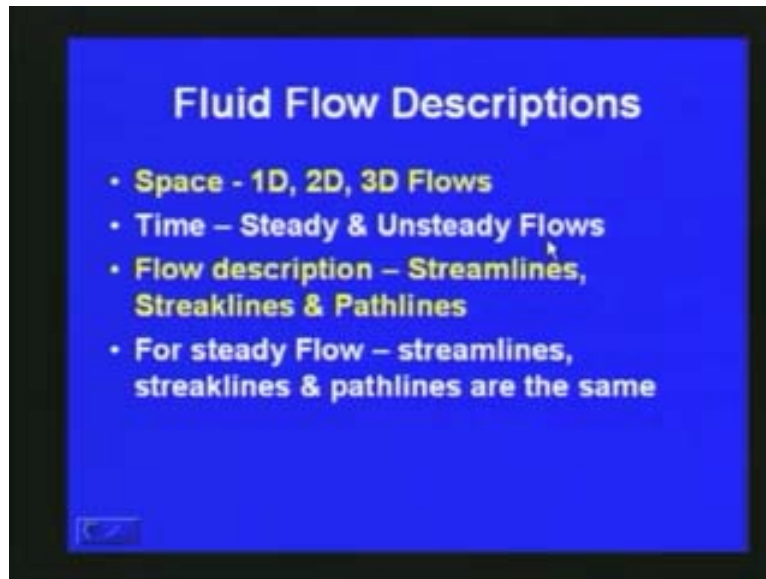 Fluid Flow Descriptions
• Space - 1D, 2D, 3D Flows
• Time – Steady & Unsteady Flows
• Flow description – Streamlines,
Streaklines & Pathlines
• For steady Flow – streamlines,
streaklines & pathlines are the same